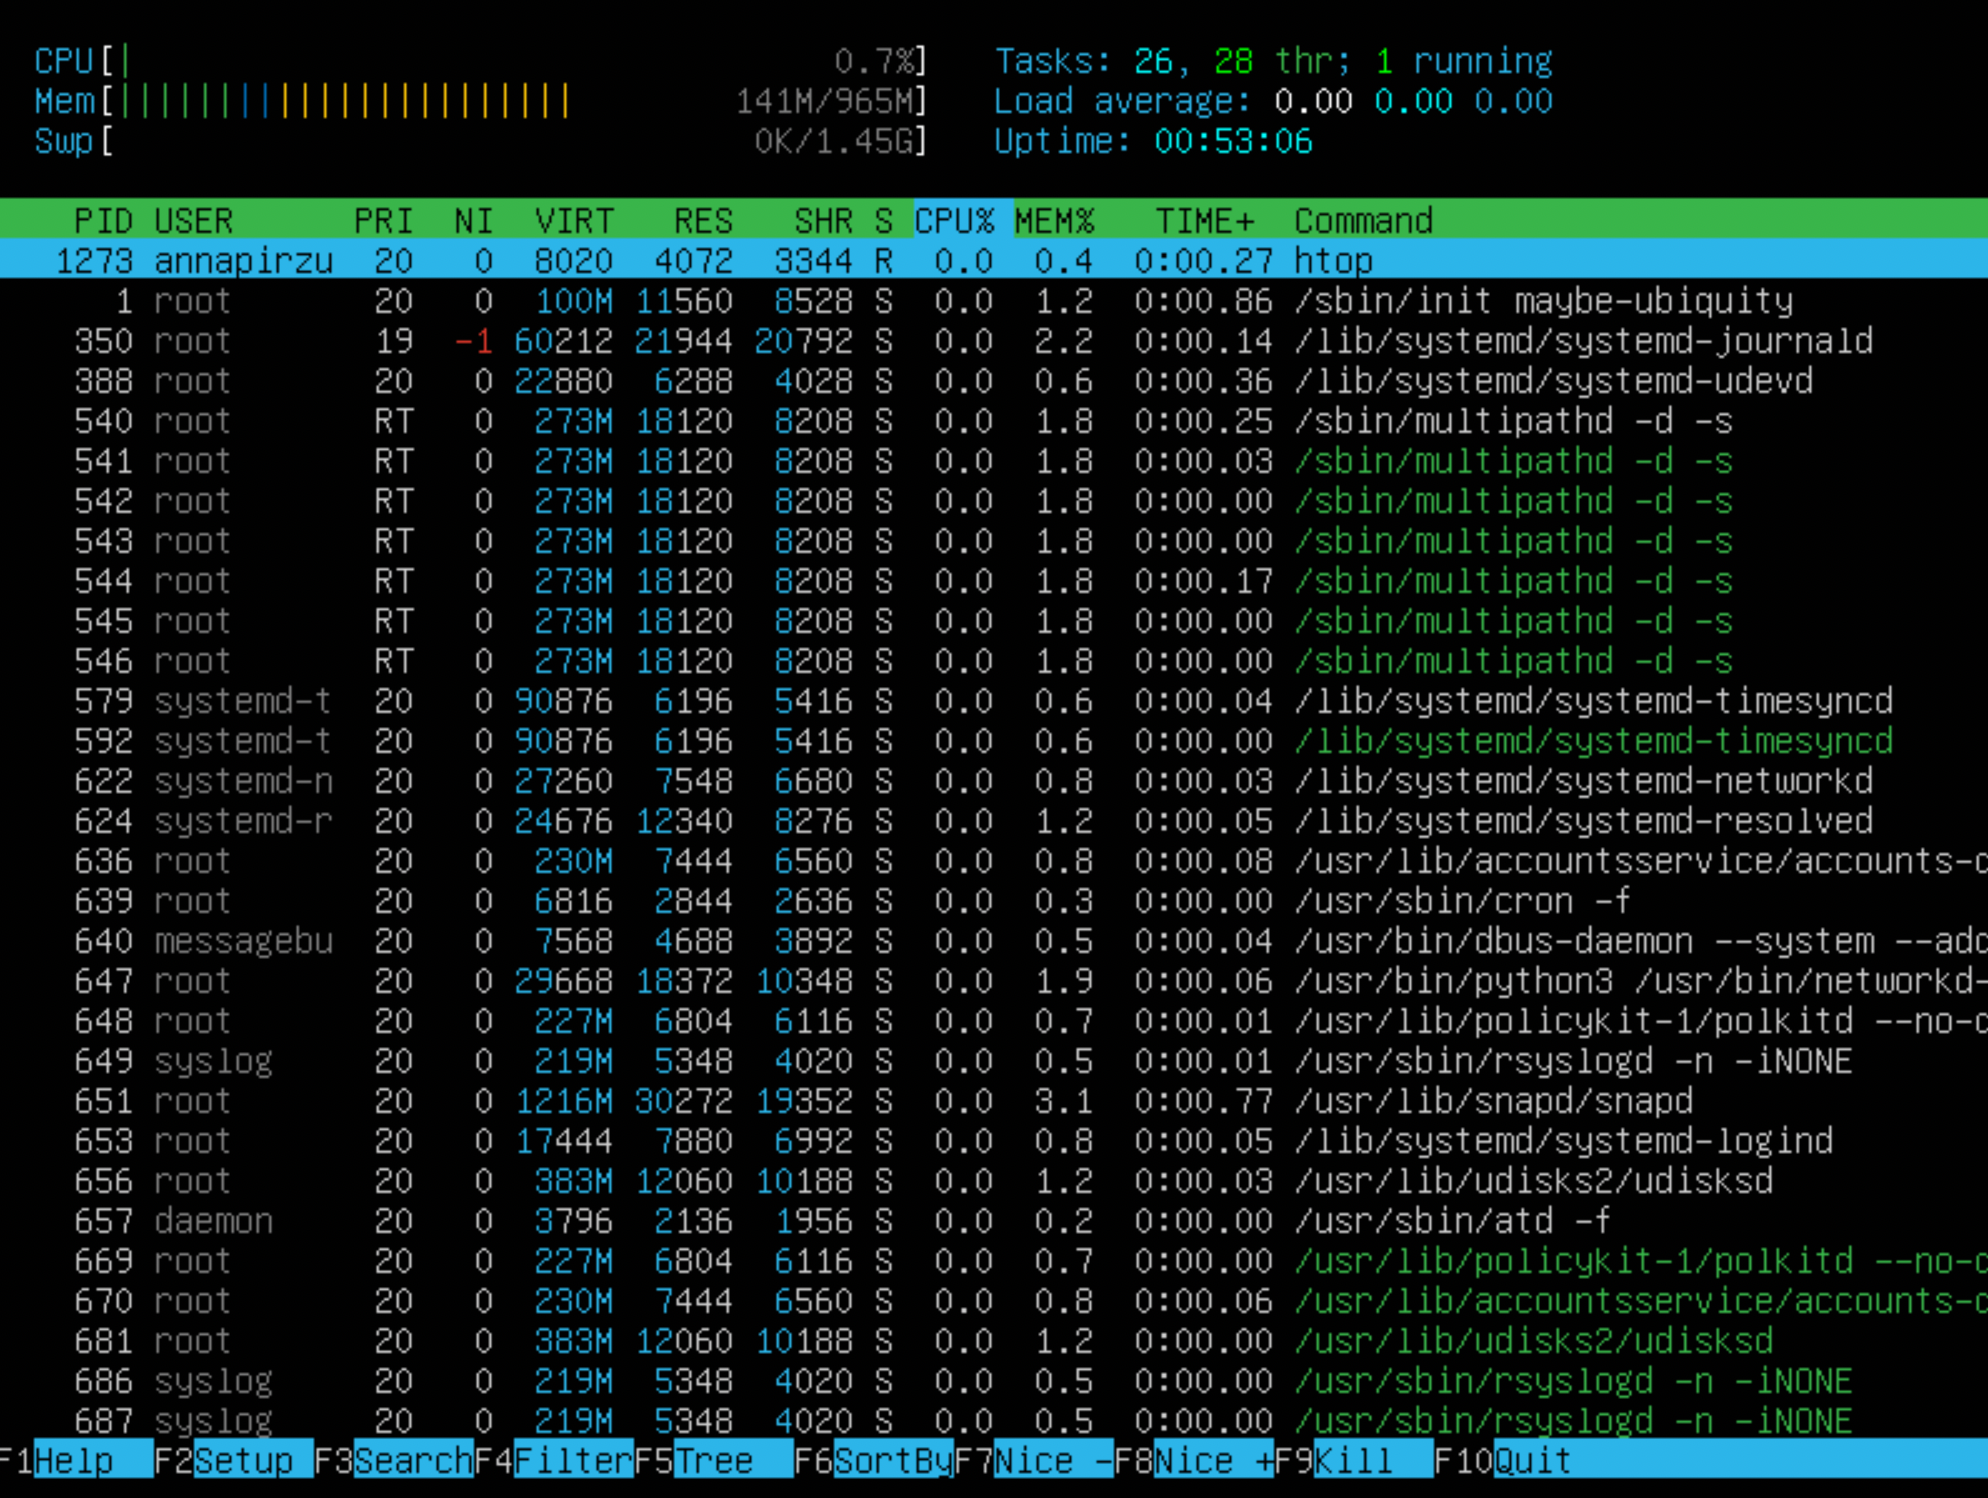 CPU[| 0.7%] Tasks: 26, 28 thr; 1 running
Mem[||||||||||||||||||||||| 141M/965M] Load average: 0.00 0.00 0.00
Swp[ 0K/1.45G] Uptime: 00:53:06
PID USER PRI NI VIRT RES SHR S CPU% MEM% TIME+ Command
1273 annapirzu 20 0 8020 4072 3344 R 0.0 0.4 0:00.27 htop
1 root 20 0 100M 11560 8528 S 0.0 1.2 0:00.86 /sbin/init maybe-ubiquity
350 root 19 -1 60212 21944 20792 S 0.0 2.2 0:00.14 /lib/systemd/systemd-journald
388 root 20 0 22880 6288 4028 S 0.0 0.6 0:00.36 /lib/systemd/systemd-udevd
540 root RT 0 273M 18120 8208 S 0.0 1.8 0:00.25 /sbin/multipathd -d -s
541 root RT 0 273M 18120 8208 S 0.0 1.8 0:00.03 /sbin/multipathd -d -s
542 root RT 0 273M 18120 8208 S 0.0 1.8 0:00.00 /sbin/multipathd -d -s
543 root RT 0 273M 18120 8208 S 0.0 1.8 0:00.00 /sbin/multipathd -d -s
544 root RT 0 273M 18120 8208 S 0.0 1.8 0:00.17 /sbin/multipathd -d -s
545 root RT 0 273M 18120 8208 S 0.0 1.8 0:00.00 /sbin/multipathd -d -s
546 root RT 0 273M 18120 8208 S 0.0 1.8 0:00.00 /sbin/multipathd -d -s
579 systemd-t 20 0 90876 6196 5416 S 0.0 0.6 0:00.04 /lib/systemd/systemd-timesyncd
592 systemd-t 20 0 90876 6196 5416 S 0.0 0.6 0:00.00 /lib/systemd/systemd-timesyncd
622 systemd-n 20 0 27260 7548 6680 S 0.0 0.8 0:00.03 /lib/systemd/systemd-networkd
624 systemd-r 20 0 24676 12340 8276 S 0.0 1.2 0:00.05 /lib/systemd/systemd-resolved
636 root 20 0 230M 7444 6560 S 0.0 0.8 0:00.08 /usr/lib/accountsservice/accounts-d
639 root 20 0 6816 2844 2636 S 0.0 0.3 0:00.00 /usr/sbin/cron -f
640 messagebu 20 0 7568 4688 3892 S 0.0 0.5 0:00.04 /usr/bin/dbus-daemon --system --add
647 root 20 0 29668 18372 10348 S 0.0 1.9 0:00.06 /usr/bin/python3 /usr/bin/networkd-
648 root 20 0 227M 6804 6116 S 0.0 0.7 0:00.01 /usr/lib/policykit-1/polkitd --no-d
649 syslog 20 0 219M 5348 4020 S 0.0 0.5 0:00.01 /usr/sbin/rsyslogd -n -iNONE
651 root 20 0 1216M 30272 19352 S 0.0 3.1 0:00.77 /usr/lib/snapd/snapd
653 root 20 0 17444 7880 6992 S 0.0 0.8 0:00.05 /lib/systemd/systemd-logind
656 root 20 0 383M 12060 10188 S 0.0 1.2 0:00.03 /usr/lib/udisks2/udisksd
657 daemon 20 0 3796 2136 1956 S 0.0 0.2 0:00.00 /usr/sbin/atd -f
669 root 20 0 227M 6804 6116 S 0.0 0.7 0:00.00 /usr/lib/policykit-1/polkitd --no-d
670 root 20 0 230M 7444 6560 S 0.0 0.8 0:00.06 /usr/lib/accountsservice/accounts-d
681 root 20 0 383M 12060 10188 S 0.0 1.2 0:00.00 /usr/lib/udisks2/udisksd
686 syslog 20 0 219M 5348 4020 S 0.0 0.5 0:00.00 /usr/sbin/rsyslogd -n -iNONE
687 syslog 20 0 219M 5348 4020 S 0.0 0.5 0:00.00 /usr/sbin/rsyslogd -n -iNONE
F1Help F2Setup F3SearchF4FilterF5Tree F6SortByF7Nice -F8Nice +F9Kill F10Quit